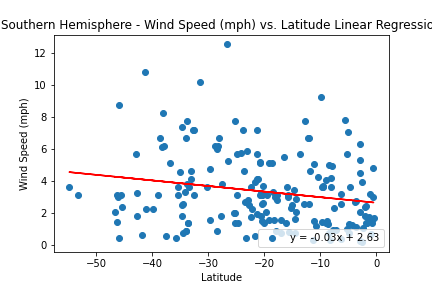 Southern Hemisphere - Wind Speed (mph) vs. Latitude Linear Regressio
Wind Speed (mph)
12
10
8
6
4
2
0
−50 −40 −30 −20 −10 0
Latitude
y = -0.03x + 2.63